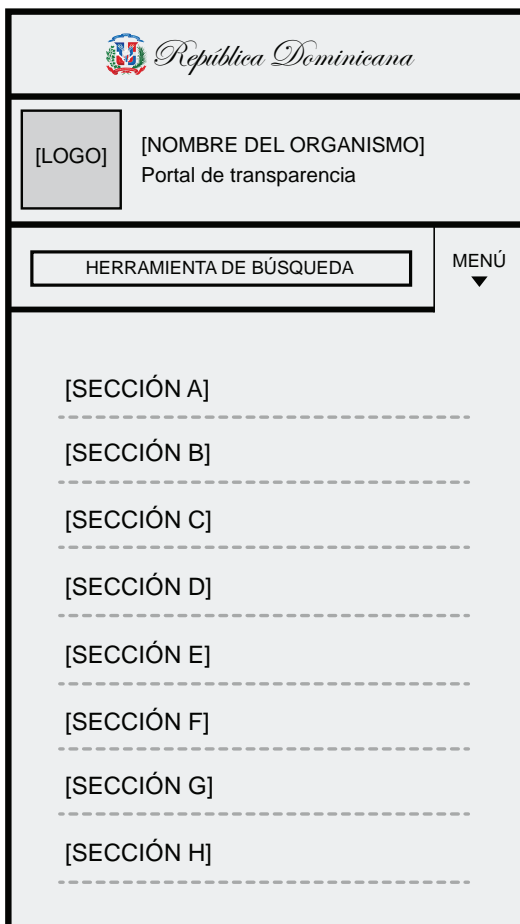 República Dominicana
[LOGO]
[NOMBRE DEL ORGANISMO]
Portal de transparencia
HERRAMIENTA DE BÚSQUEDA
MENÚ
[SECCIÓN A]
[SECCIÓN B]
[SECCIÓN C]
[SECCIÓN D]
[SECCIÓN E]
[SECCIÓN F]
[SECCIÓN G]
[SECCIÓN H]